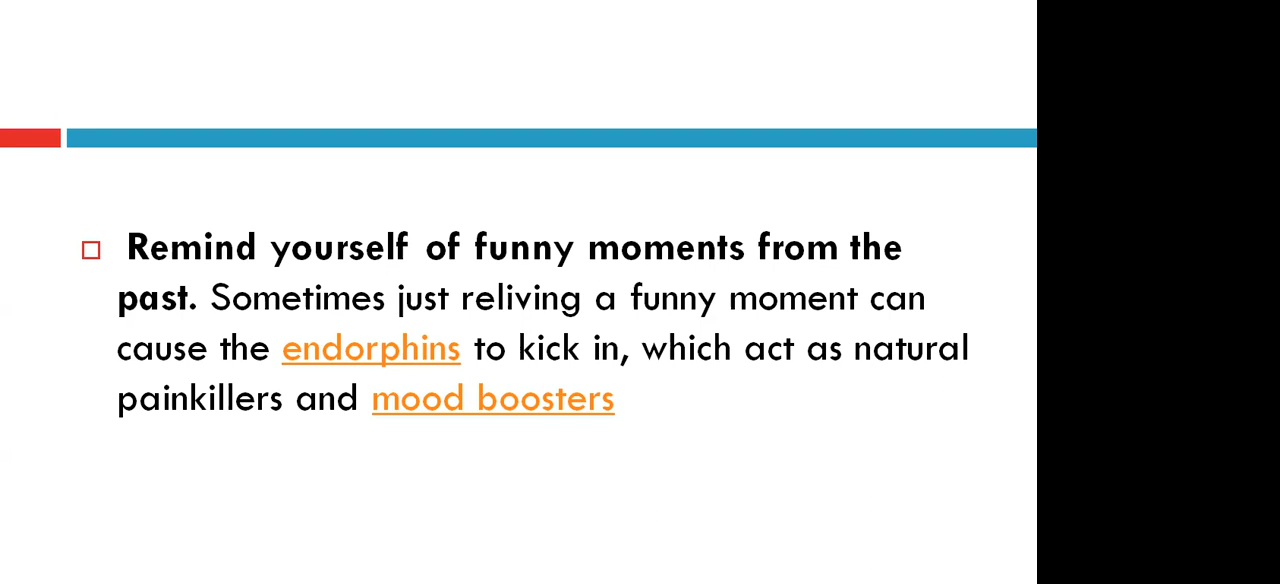 Remind yourself of funny moments from the
past. Sometimes just reliving a funny moment can
cause the endorphins to kick in, which act as natural
painkillers and mood boosters